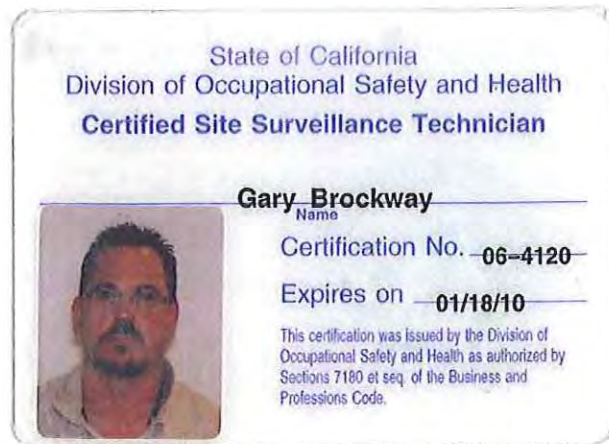 State of California
Division of Occupational Safety and Health
Certified Site Surveillance Technician
Gary Brockway
Name
Certification No. 06-4120
Expires on 01/18/10
This certification was issued by the Division of
Occupational Safety and Health as authorized by
Sections 7180 et seq. of the Business and
Professions Code.